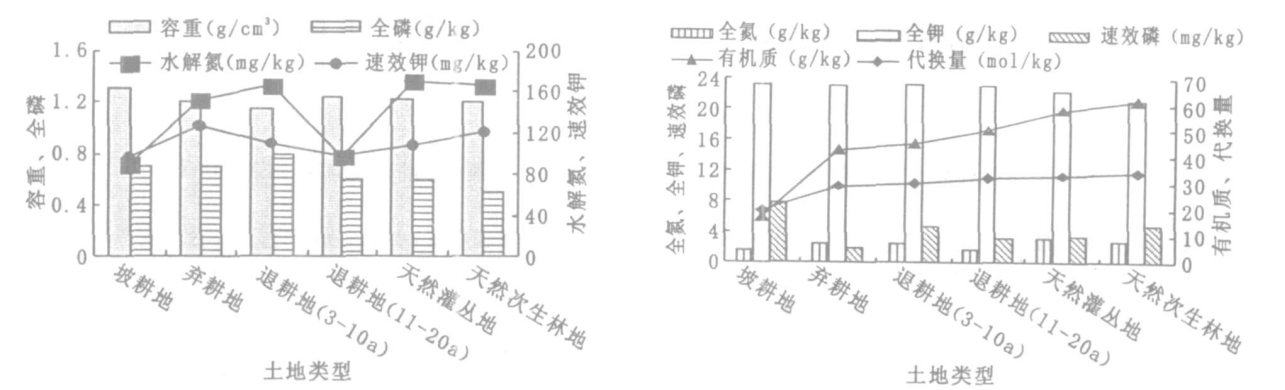 容重(g/cm³) 全磷(g/kg)
水解氮(mg/kg) 速效钾(mg/kg)
1.6
1.2
0.8
0.4
0
容重、全磷
200
160
120
80
40
0
水解氮、速效钾
坡耕地
弃耕地
退耕地(3-10a)
退耕地(11-20a)
天然灌丛地
天然次生林地
土地类型
全氮(g/kg) 全钾(g/kg) 速效磷(mg/kg)
有机质(g/kg) 代换量(mol/kg)
24
20
16
12
8
4
0
全氮、全钾、速效磷
70
60
50
40
30
20
10
0
有机质、代换量
坡耕地
弃耕地
退耕地(3-10a)
退耕地(11-20a)
天然灌丛地
天然次生林地
土地类型